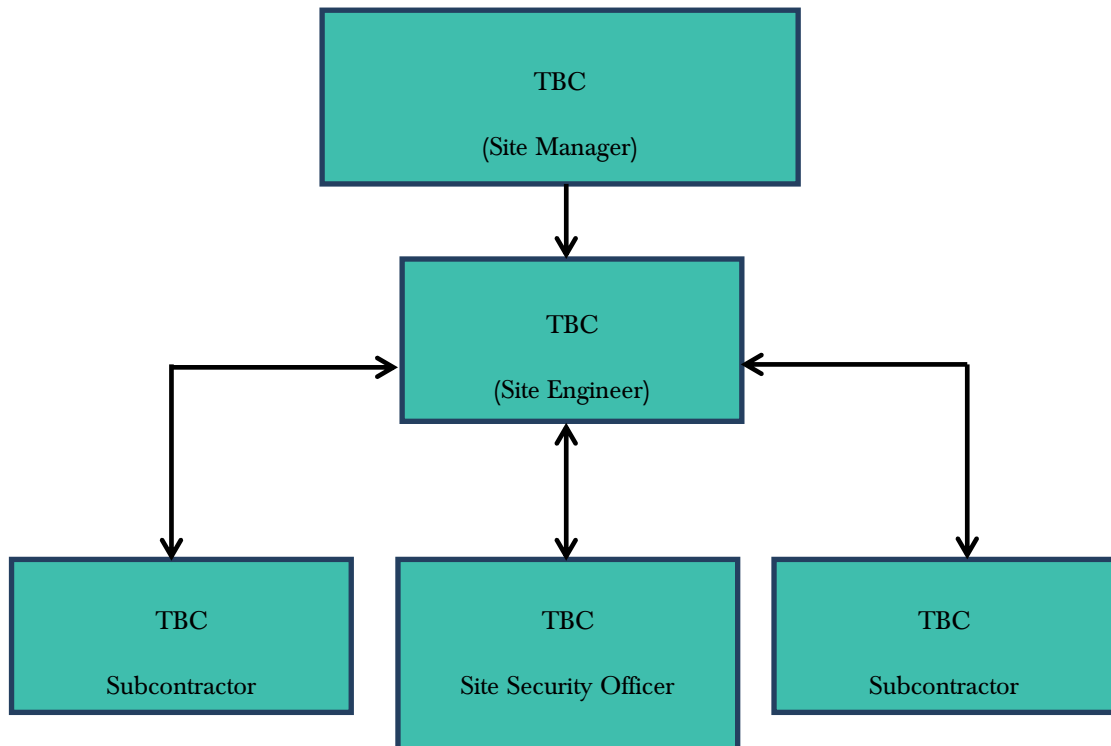 TBC
(Site Manager)
TBC
(Site Engineer)
TBC
Subcontractor
TBC
Site Security Officer
TBC
Subcontractor